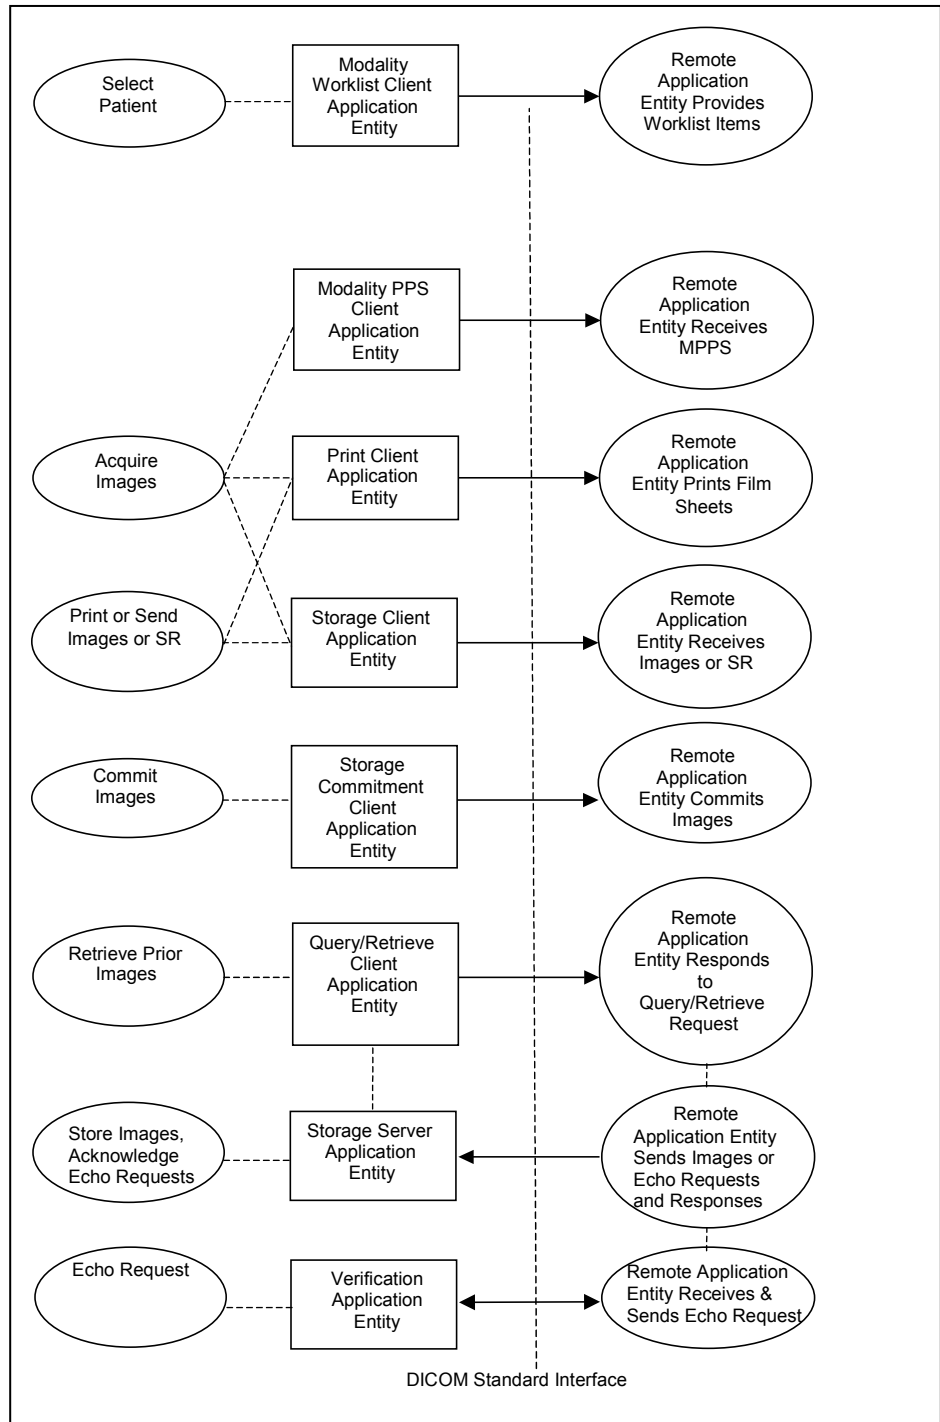 Select
Patient
Modality
Worklist Client
Application
Entity
Remote
Application
Entity Provides
Worklist Items
Modality PPS
Client
Application
Entity
Remote
Application
Entity Receives
MPPS
Acquire
Images
Print Client
Application
Entity
Remote
Application
Entity Prints Film
Sheets
Print or Send
Images or SR
Storage Client
Application
Entity
Remote
Application
Entity Receives
Images or SR
Commit
Images
Storage
Commitment
Client
Application
Entity
Remote
Application
Entity Commits
Images
Retrieve Prior
Images
Query/Retrieve
Client
Application
Entity
Remote
Application
Entity Responds
to
Query/Retrieve
Request
Store Images,
Acknowledge
Echo Requests
Storage Server
Application
Entity
Remote
Application Entity
Sends Images or
Echo Requests
and Responses
Echo Request
Verification
Application
Entity
Remote Application
Entity Receives &
Sends Echo Request
DICOM Standard Interface